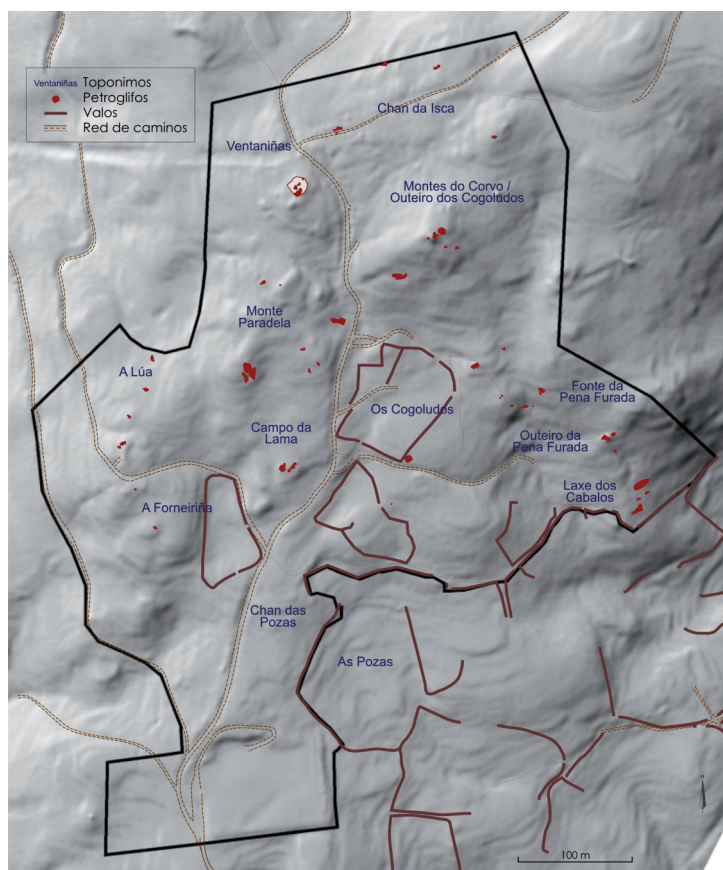 Ventaniñas Toponimos
Petroglifos
Valos
Red de caminos
Chan da Isca
Ventaniñas
Montes do Corvo /
Outeiro dos Cogoludos
Monte
Paradela
A Lúa
Fonte da
Pena Furada
Os Cogoludos
Campo da
Lama
Outeiro da
Pena Furada
Laxe dos
Cabalos
A Forneiriña
Chan das
Pozas
As Pozas
N
100 m